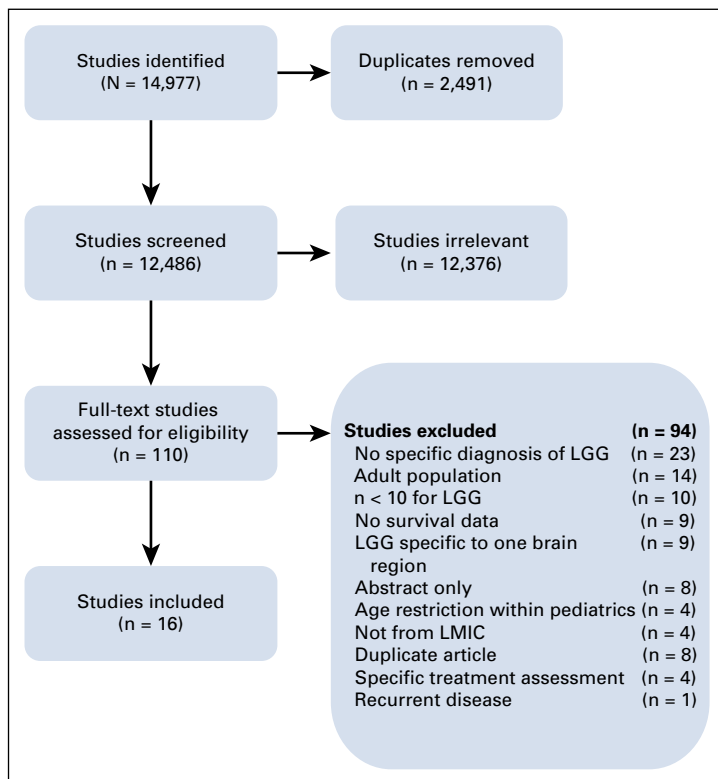 Studies identified
(N = 14,977)
Duplicates removed
(n = 2,491)
Studies screened
(n = 12,486)
Studies irrelevant
(n = 12,376)
Full-text studies
assessed for eligibility
(n = 110)
Studies excluded (n = 94)
No specific diagnosis of LGG (n = 23)
Adult population (n = 14)
n < 10 for LGG (n = 10)
No survival data (n = 9)
LGG specific to one brain (n = 9)
region
Abstract only (n = 8)
Age restriction within pediatrics (n = 4)
Not from LMIC (n = 4)
Duplicate article (n = 8)
Specific treatment assessment (n = 4)
Recurrent disease (n = 1)
Studies included
(n = 16)